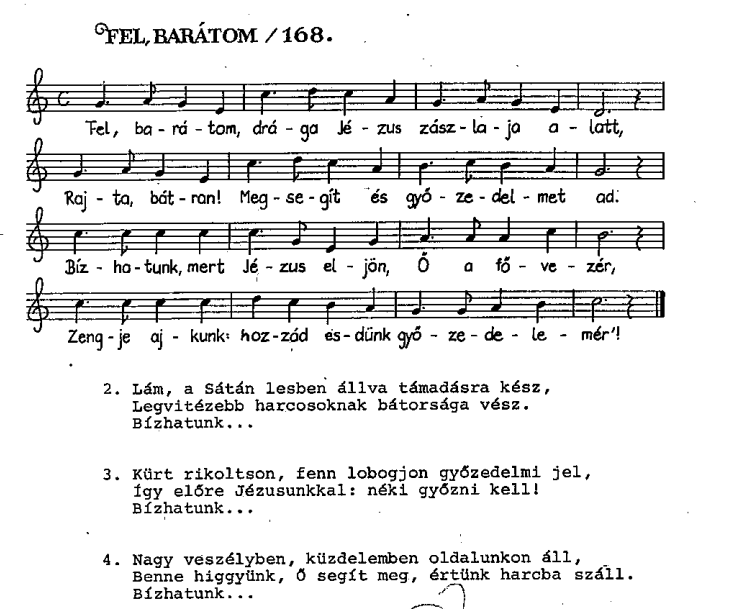 FEL, BARÁTOM /168.
Fel, ba - rá - tom, drá - ga Jé - zus zász - la - ja a - latt,
Raj - ta, bát - ran! Meg - se - gít és győ - ze - del - met ad.
Bíz - ha - tunk, mert Jé - zus el - jön, Ő a fő - ve - zér,
Zeng - je aj - kunk: hoz - zád es - dünk győ - ze - de - le - mér'!
2. Lám, a Sátán lesben állva támadásra kész,
Legvitézebb harcosoknak bátorsága vész.
Bízhatunk...
3. Kürt rikoltson, fenn lobogjon győzedelmi jel,
Így előre Jézusunkkal: néki győzni kell!
Bízhatunk...
4. Nagy veszélyben, küzdelemben oldalunkon áll,
Benne higgyünk, Ő segít meg, értünk harcba száll.
Bízhatunk...